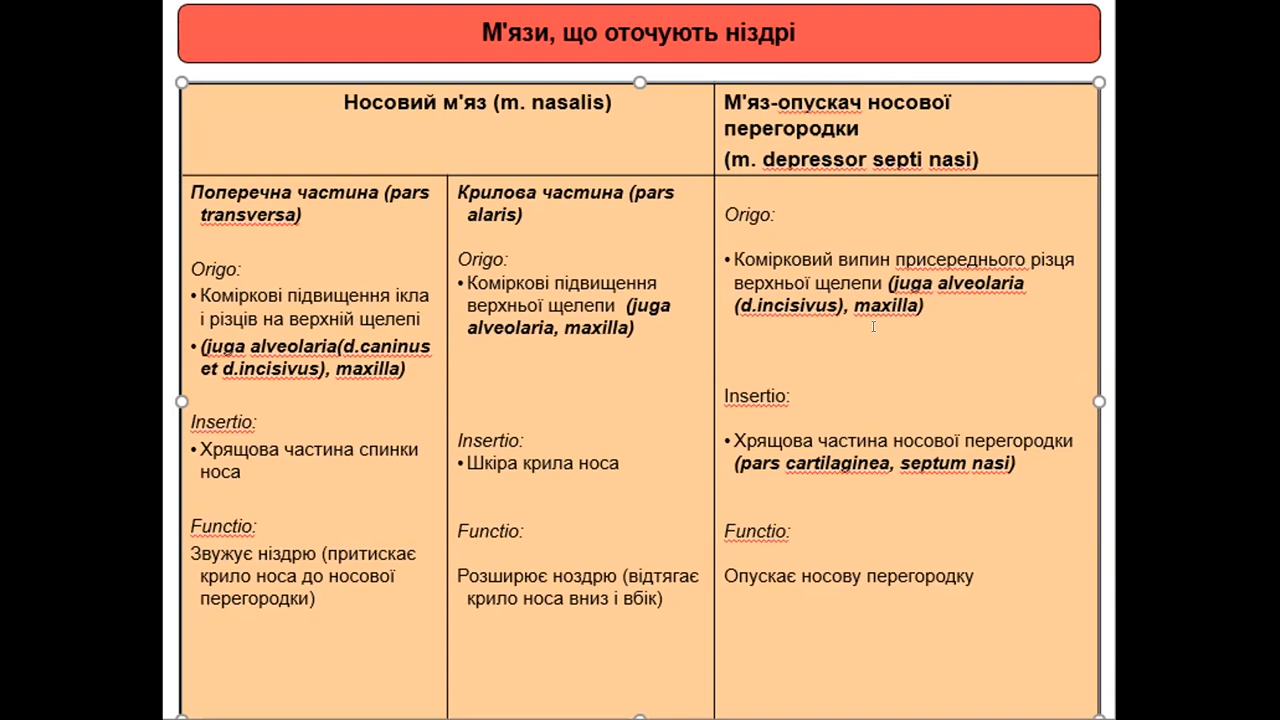 М'язи, що оточують ніздрі
Носовий м'яз (m. nasalis)
М'яз-опускач носової
перегородки
(m. depressor septi nasi)
Поперечна частина (pars
transversa)
Origo:
• Коміркові підвищення ікла
і різців на верхній щелепі
• (juga alveolaria(d.caninus
et d.incisivus), maxilla)
Insertio:
• Хрящова частина спинки
носа
Functio:
Звужує ніздрю (притискає
крило носа до носової
перегородки)
Крилова частина (pars
alaris)
Origo:
• Коміркові підвищення
верхньої щелепи (juga
alveolaria, maxilla)
Insertio:
• Шкіра крила носа
Functio:
Розширює ноздрю (відтягає
крило носа вниз і вбік)
Origo:
• Комірковий випин присереднього різця
верхньої щелепи (juga alveolaria
(d.incisivus), maxilla)
Insertio:
• Хрящова частина носової перегородки
(pars cartilaginea, septum nasi)
Functio:
Опускає носову перегородку